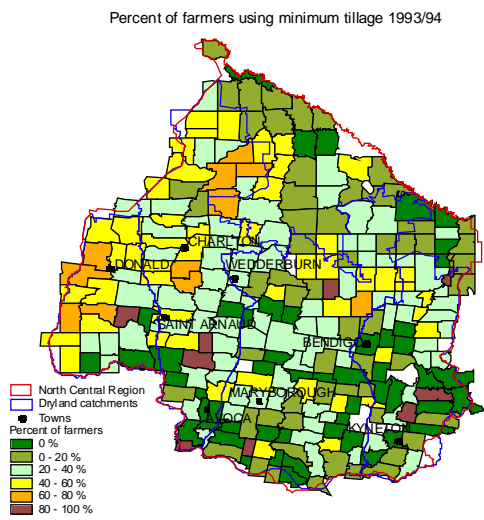 Percent of farmers using minimum tillage 1993/94
CHARLTON
DONALD
WEDDERBURN
SAINT ARNAUD
BENDIGO
MARYBOROUGH
AVOCA
KYNETON
North Central Region
Dryland catchments
Towns
Percent of farmers
0 %
0 - 20 %
20 - 40 %
40 - 60 %
60 - 80 %
80 - 100 %